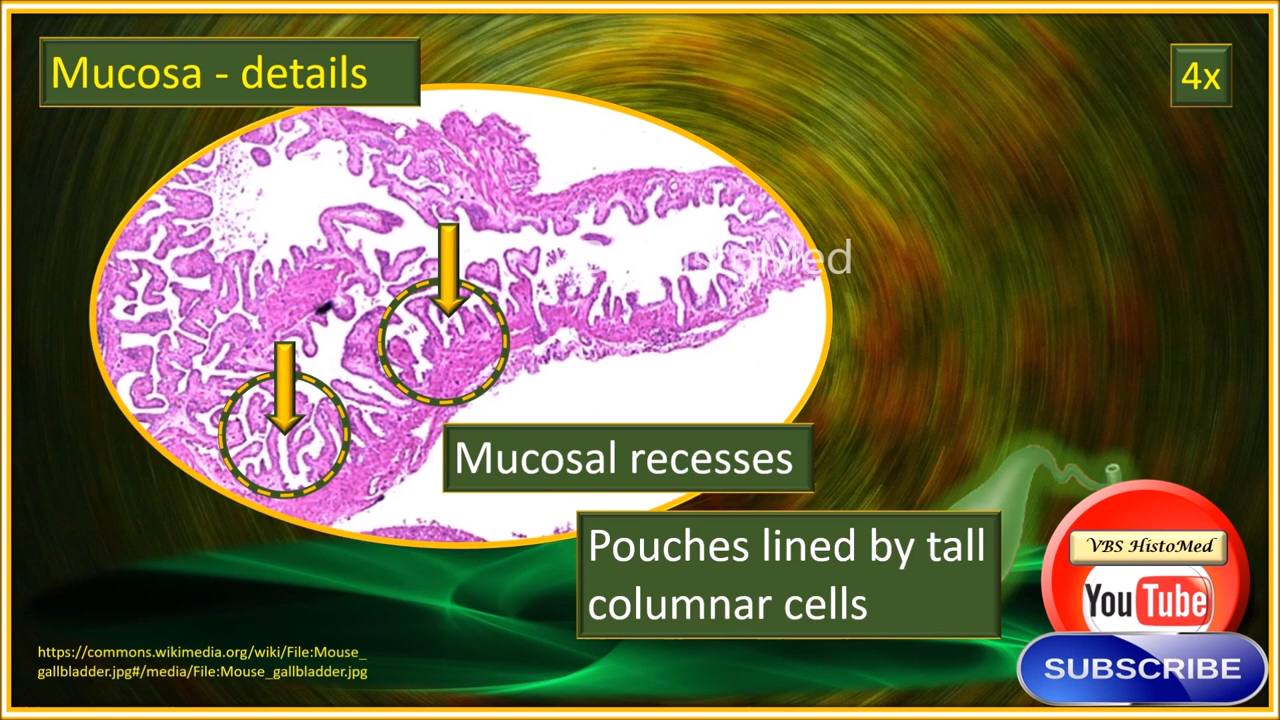 Mucosa - details
4x
Med
Mucosal recesses
Pouches lined by tall
columnar cells
VBS HistoMed
YouTube
SUBSCRIBE
https://commons.wikimedia.org/wiki/File:Mouse_
gallbladder.jpg#/media/File:Mouse_gallbladder.jpg